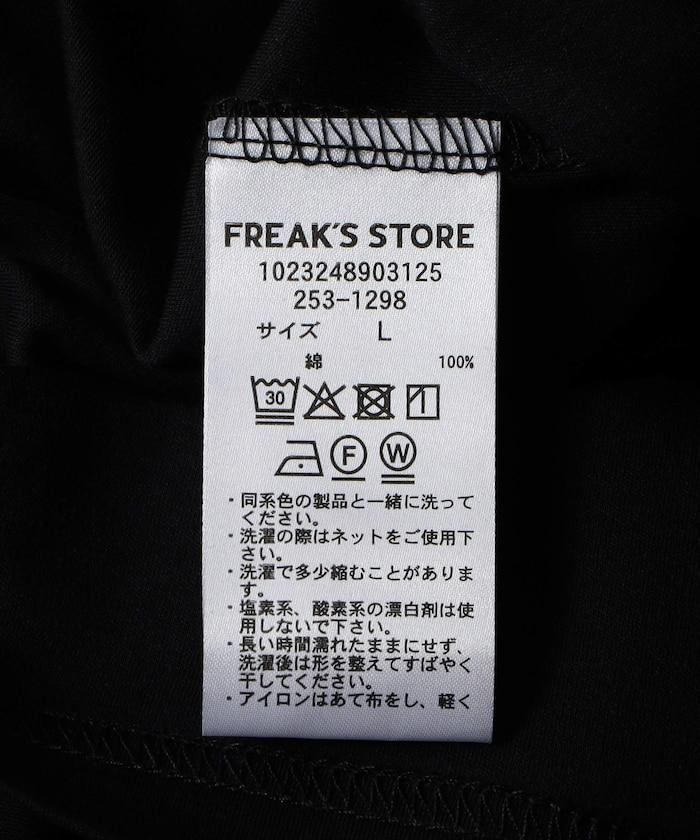 FREAK'S STORE
1023248903125
253-1298
サイズ L
綿 100%
30
F W
・同系色の製品と一緒に洗って
ください。
・洗濯の際はネットをご使用下
さい。
・洗濯で多少縮むことがありま
す。
・塩素系、酸素系の漂白剤は使
用しないで下さい。
・長い時間濡れたままにせず、
洗濯後は形を整えてすばやく
干してください。
・アイロンはあて布をし、軽く